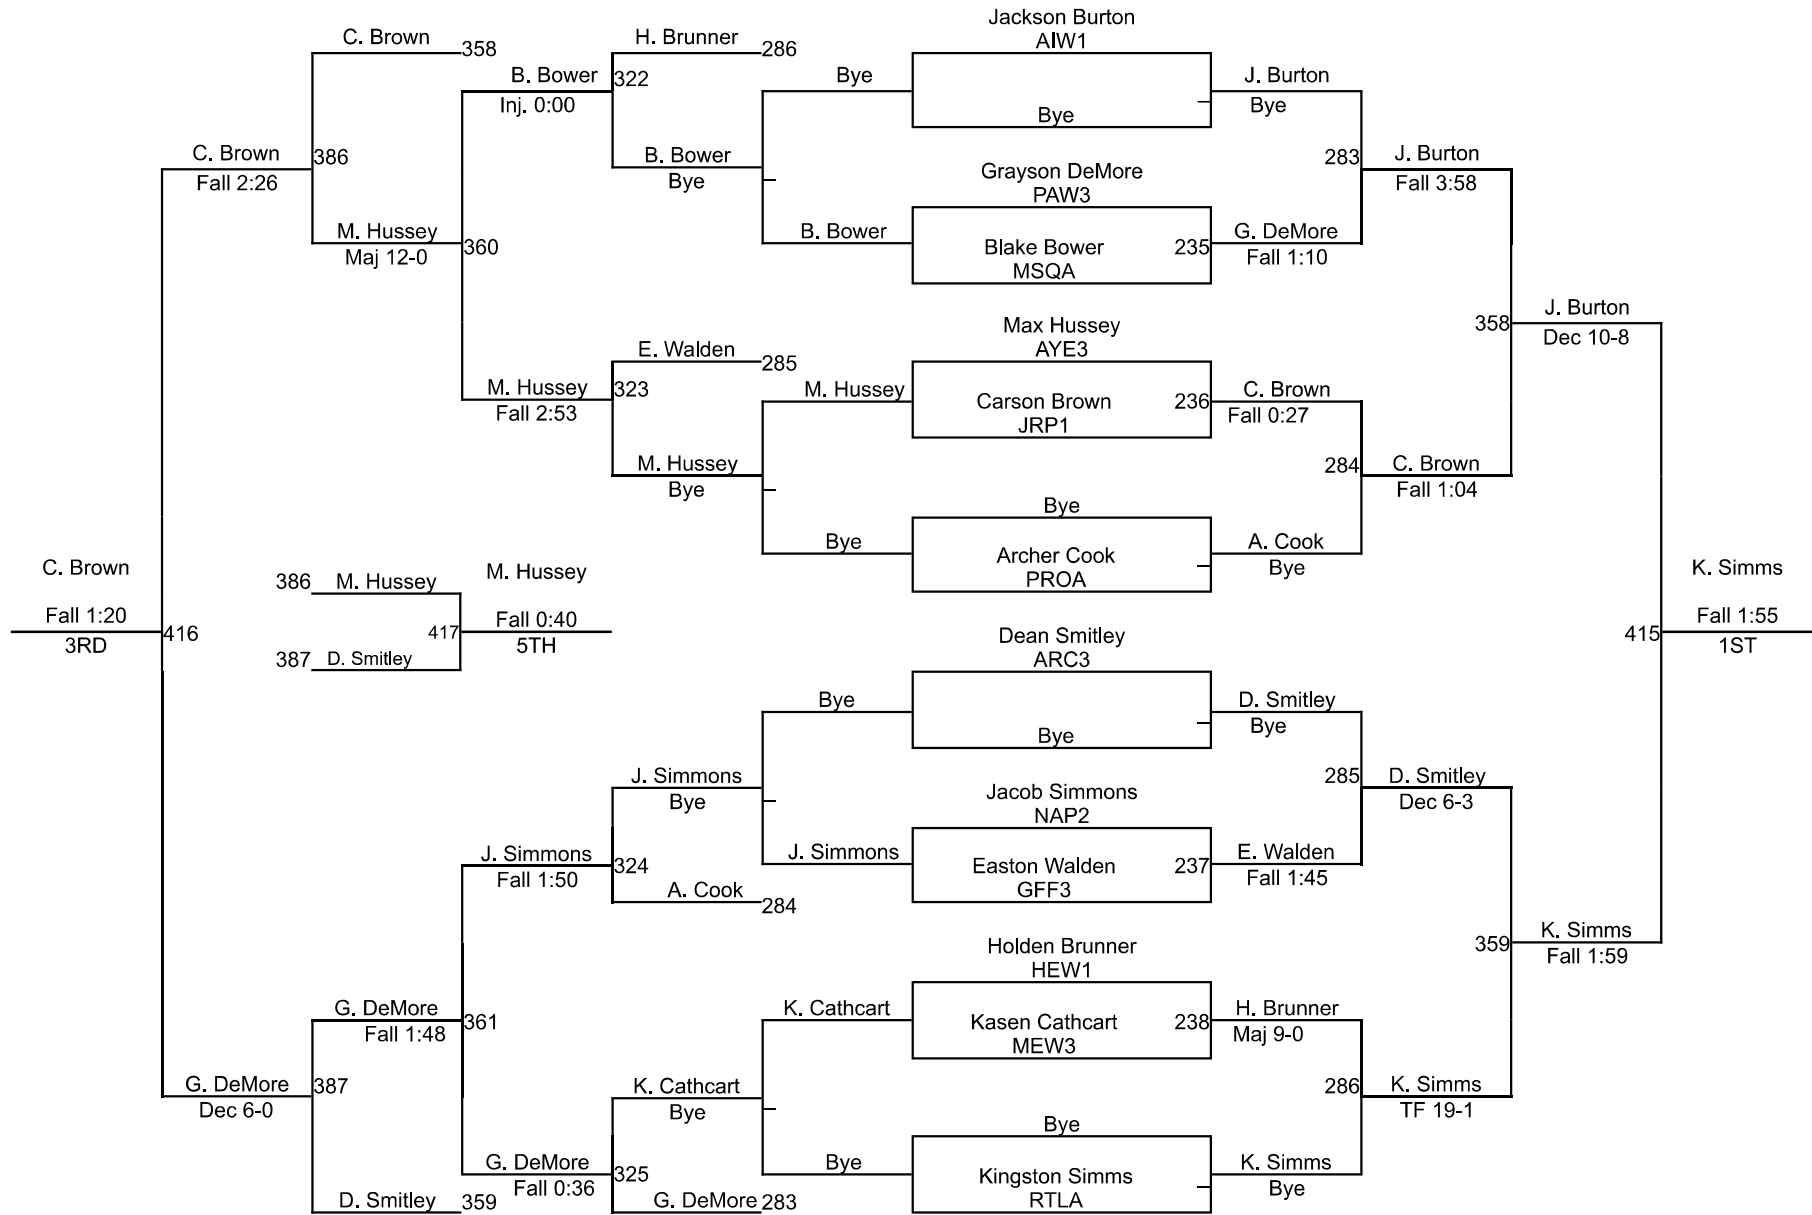 Jackson Burton
AIW1
C. Brown
358
H. Brunner
286
B. Bower
322
Inj. 0:00
Bye
J. Burton
Bye
Bye
C. Brown
386
Fall 2:26
B. Bower
Bye
283
J. Burton
Fall 3:58
Grayson DeMore
PAW3
M. Hussey
360
Maj 12-0
B. Bower
Blake Bower
235
MSQA
G. DeMore
Fall 1:10
Max Hussey
AYE3
358
J. Burton
Dec 10-8
E. Walden
285
M. Hussey
323
Fall 2:53
M. Hussey
Carson Brown
236
JRP1
C. Brown
Fall 0:27
M. Hussey
Bye
284
C. Brown
Fall 1:04
Bye
Bye
Archer Cook
PROA
A. Cook
Bye
C. Brown
Fall 1:20
3RD
416
386
M. Hussey
387
D. Smitley
417
M. Hussey
Fall 0:40
5TH
K. Simms
Fall 1:55
1ST
415
Dean Smitley
ARC3
Bye
Bye
D. Smitley
Bye
J. Simmons
Bye
285
D. Smitley
Dec 6-3
Jacob Simmons
NAP2
J. Simmons
324
Fall 1:50
J. Simmons
Easton Walden
237
GFF3
E. Walden
Fall 1:45
A. Cook
284
Holden Brunner
HEW1
359
K. Simms
Fall 1:59
G. DeMore
361
Fall 1:48
K. Cathcart
Kasen Cathcart
238
MEW3
H. Brunner
Maj 9-0
G. DeMore
387
Dec 6-0
K. Cathcart
Bye
286
K. Simms
TF 19-1
Bye
G. DeMore
325
Fall 0:36
Bye
Kingston Simms
RTLA
K. Simms
Bye
D. Smitley
359
G. DeMore
283